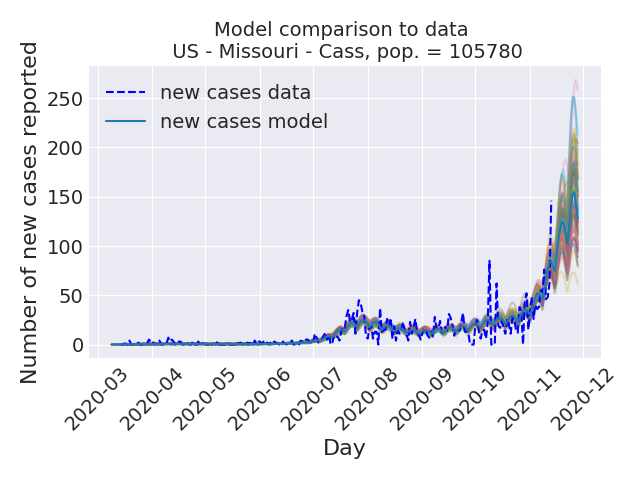 Model comparison to data
US - Missouri - Cass, pop. = 105780
new cases data
new cases model
Number of new cases reported
250
200
150
100
50
0
2020-03
2020-04
2020-05
2020-06
2020-07
2020-08
2020-09
2020-10
2020-11
2020-12
Day